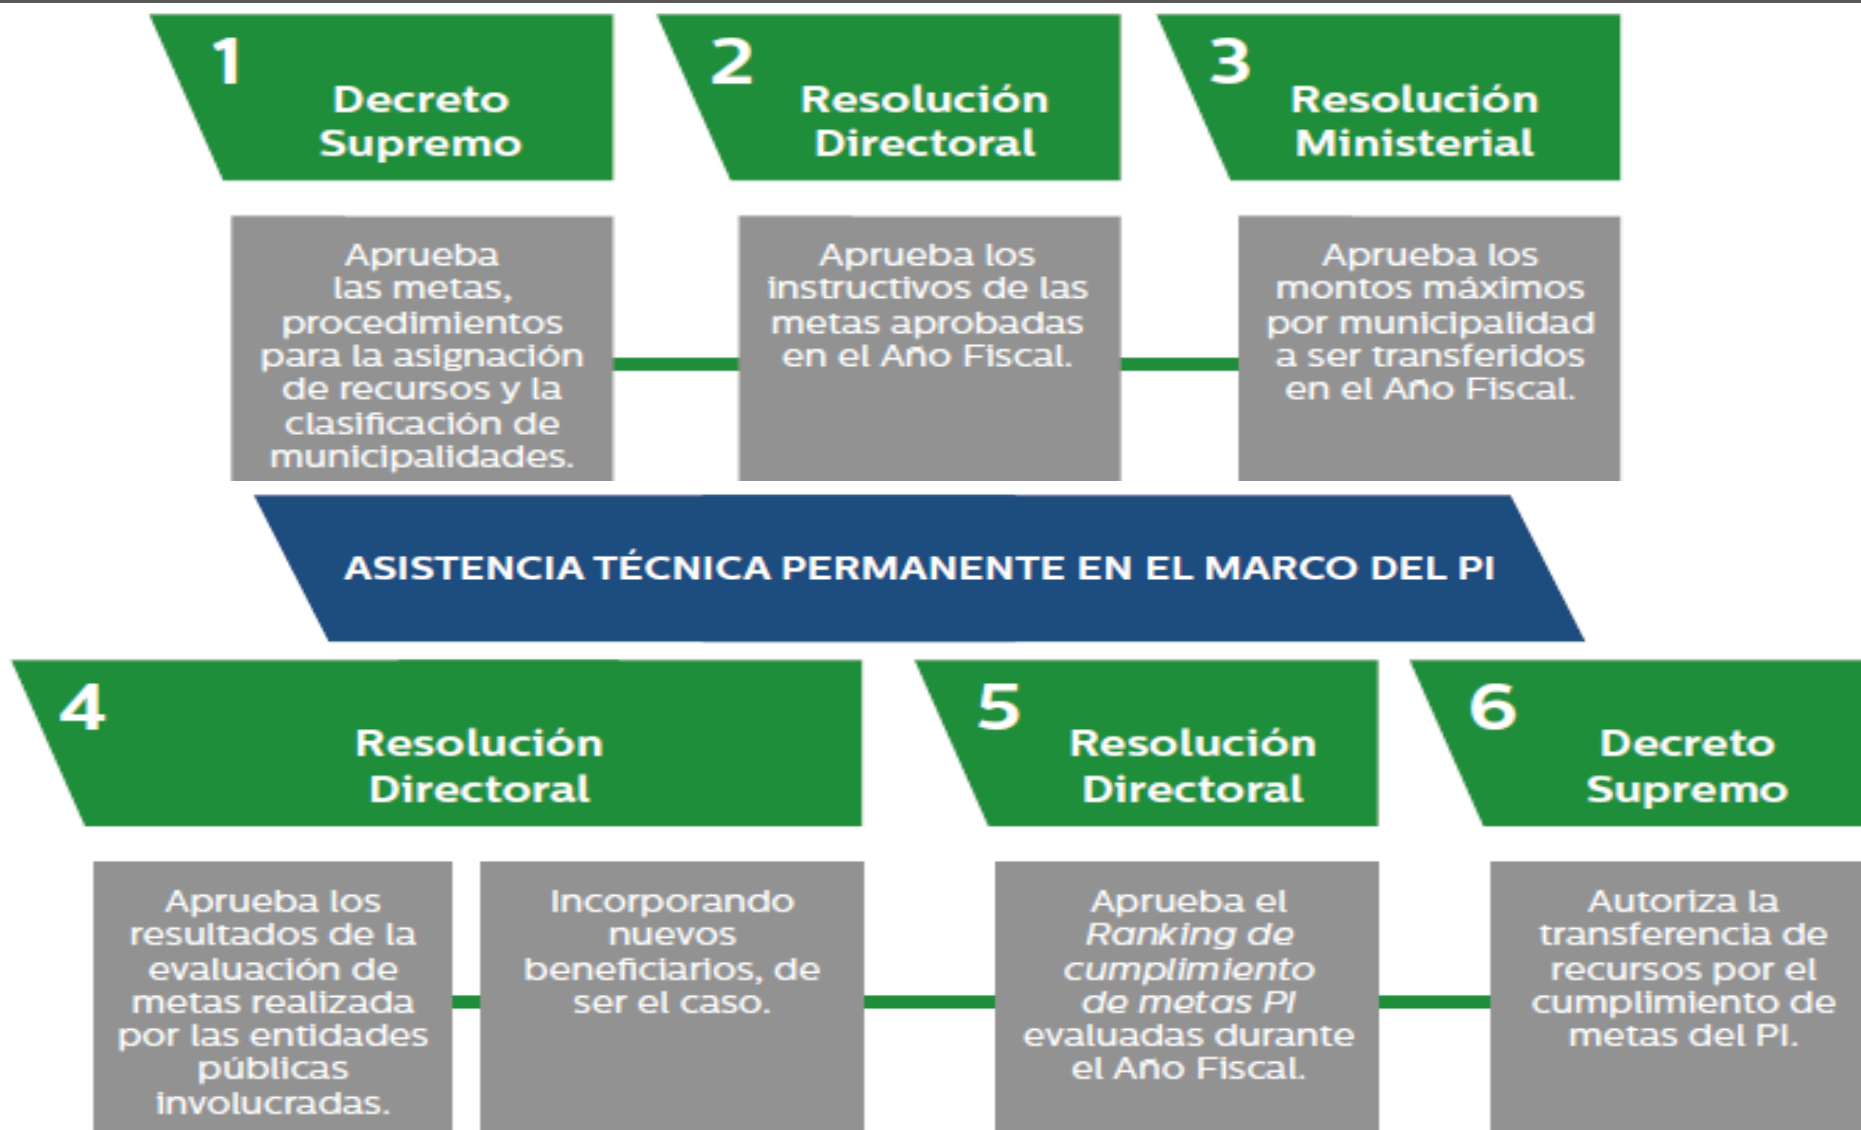 1
Decreto
Supremo
Aprueba
las metas,
procedimientos
para la asignación
de recursos y la
clasificación de
municipalidades.
2
Resolución
Directoral
Aprueba los
instructivos de las
metas aprobadas
en el Año Fiscal.
3
Resolución
Ministerial
Aprueba los
montos máximos
por municipalidad
a ser transferidos
en el Año Fiscal.
ASISTENCIA TÉCNICA PERMANENTE EN EL MARCO DEL PI
4
Resolución
Directoral
Aprueba los
resultados de la
evaluación de
metas realizada
por las entidades
públicas
involucradas.
Incorporando
nuevos
beneficiarios, de
ser el caso.
5
Resolución
Directoral
Aprueba el
Ranking de
cumplimiento
de metas PI
evaluadas durante
el Año Fiscal.
6
Decreto
Supremo
Autoriza la
transferencia de
recursos por el
cumplimiento de
metas del PI.